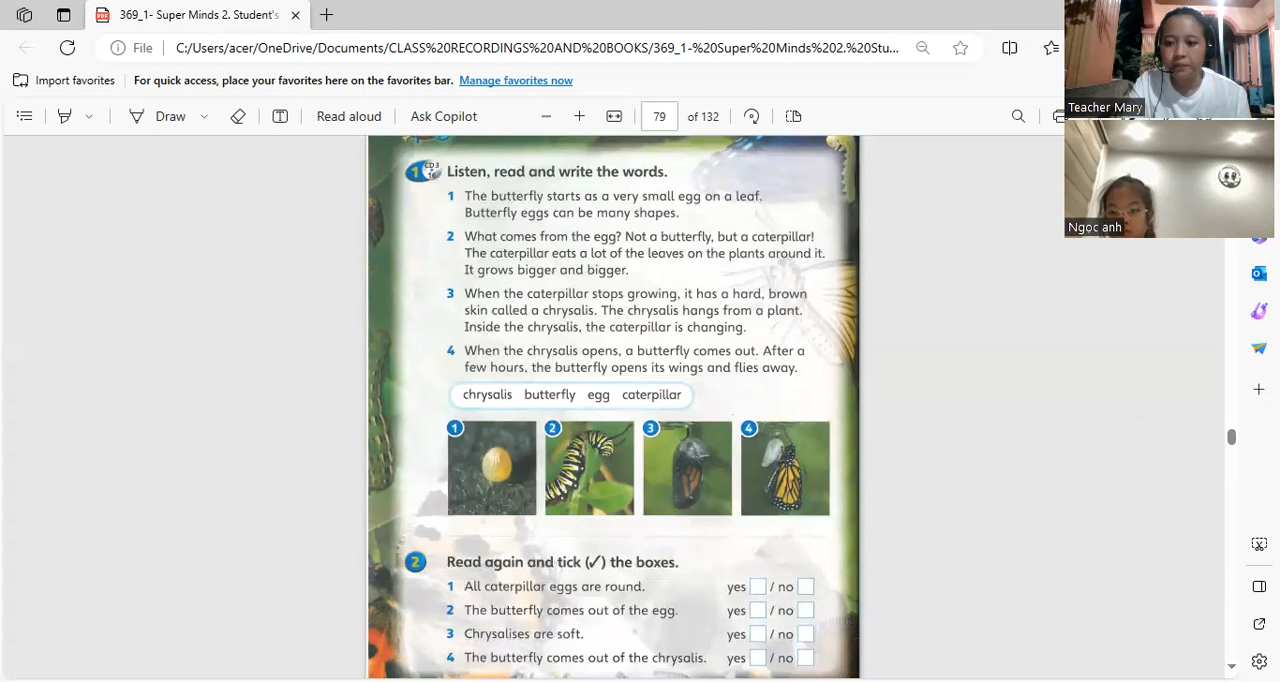 369_1- Super Minds 2. Student's
File
C:/Users/acer/OneDrive/Documents/CLASS%20RECORDINGS%20AND%20BOOKS/369_1-%20Super%20Minds%202.%20Stu...
Import favorites
For quick access, place your favorites here on the favorites bar. Manage favorites now
Draw
Read aloud
Ask Copilot
79 of 132
Teacher Mary
Ngoc anh
1 CD3 16 Listen, read and write the words.
1 The butterfly starts as a very small egg on a leaf.
Butterfly eggs can be many shapes.
2 What comes from the egg? Not a butterfly, but a caterpillar!
The caterpillar eats a lot of the leaves on the plants around it.
It grows bigger and bigger.
3 When the caterpillar stops growing, it has a hard, brown
skin called a chrysalis. The chrysalis hangs from a plant.
Inside the chrysalis, the caterpillar is changing.
4 When the chrysalis opens, a butterfly comes out. After a
few hours, the butterfly opens its wings and flies away.
chrysalis butterfly egg caterpillar
1 2 3 4
2 Read again and tick (✓) the boxes.
1 All caterpillar eggs are round. yes / no
2 The butterfly comes out of the egg. yes / no
3 Chrysalises are soft. yes / no
4 The butterfly comes out of the chrysalis. yes / no